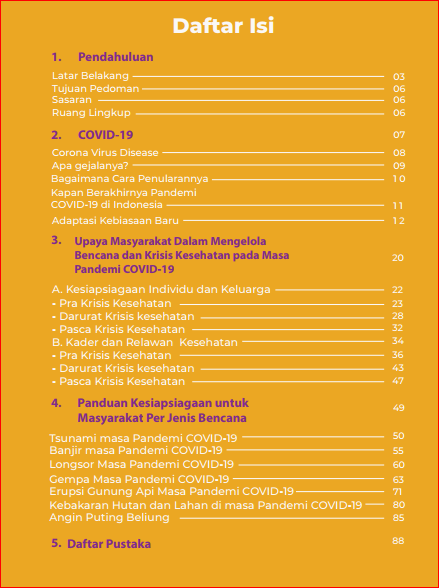 Daftar Isi
1. Pendahuluan
Latar Belakang 03
Tujuan Pedoman 06
Sasaran 06
Ruang Lingkup 06
2. COVID-19 07
Corona Virus Disease 08
Apa gejalanya? 09
Bagaimana Cara Penularannya 10
Kapan Berakhirnya Pandemi
COVID-19 di Indonesia 11
Adaptasi Kebiasaan Baru 12
3. Upaya Masyarakat Dalam Mengelola
Bencana dan Krisis Kesehatan pada Masa 20
Pandemi COVID-19
A. Kesiapsiagaan Individu dan Keluarga 22
- Pra Krisis Kesehatan 23
- Darurat Krisis kesehatan 28
- Pasca Krisis Kesehatan 32
B. Kader dan Relawan Kesehatan 34
- Pra Krisis Kesehatan 36
- Darurat Krisis kesehatan 43
- Pasca Krisis Kesehatan 47
4. Panduan Kesiapsiagaan untuk 49
Masyarakat Per Jenis Bencana
Tsunami masa Pandemi COVID-19 50
Banjir masa Pandemi COVID-19 55
Longsor Masa Pandemi COVID-19 60
Gempa Masa Pandemi COVID-19 63
Erupsi Gunung Api Masa Pandemi COVID-19 71
Kebakaran Hutan dan Lahan di masa Pandemi COVID-19 80
Angin Puting Beliung 85
5. Daftar Pustaka 88